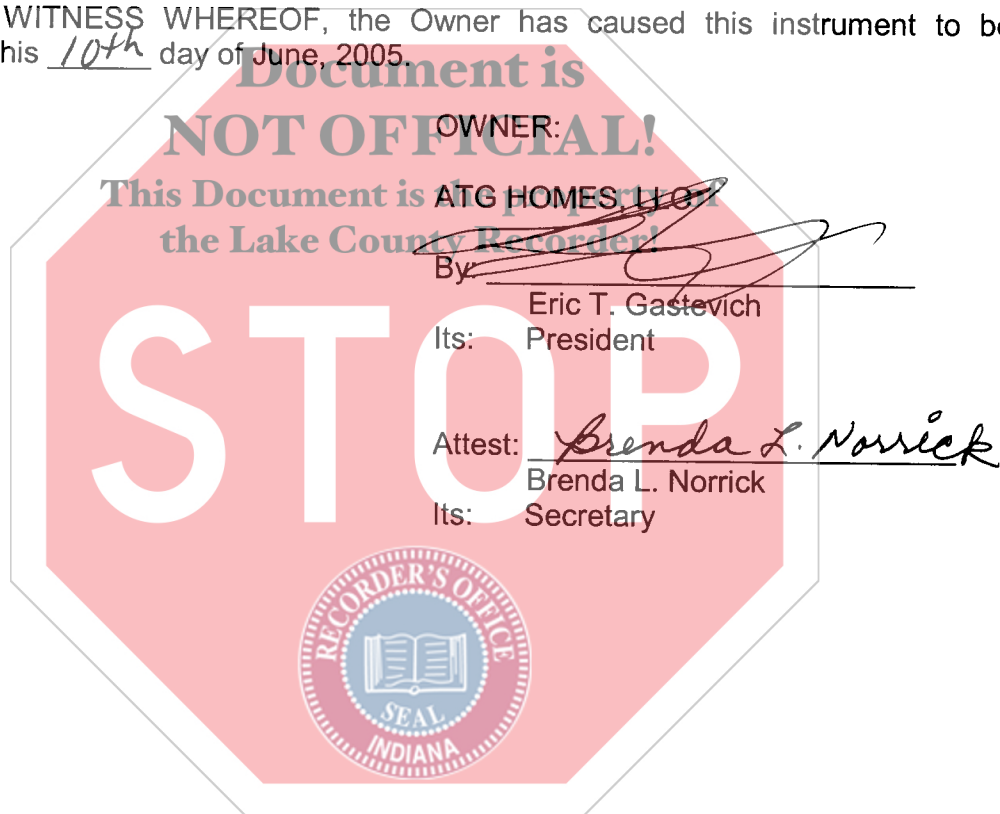 WITNESS WHEREOF, the Owner has caused this instrument to be
his 10th day of June, 2005.
Document is
NOT OFFICIAL!
OWNER:
This Document is the property of
ATG HOMES, LLC
the Lake County Recorder!
By:
Eric T. Gastevich
Its: President
STOP
Attest: Brenda L. Norrick
Brenda L. Norrick
Its: Secretary
RECORDER'S OFFICE
SEAL
INDIANA